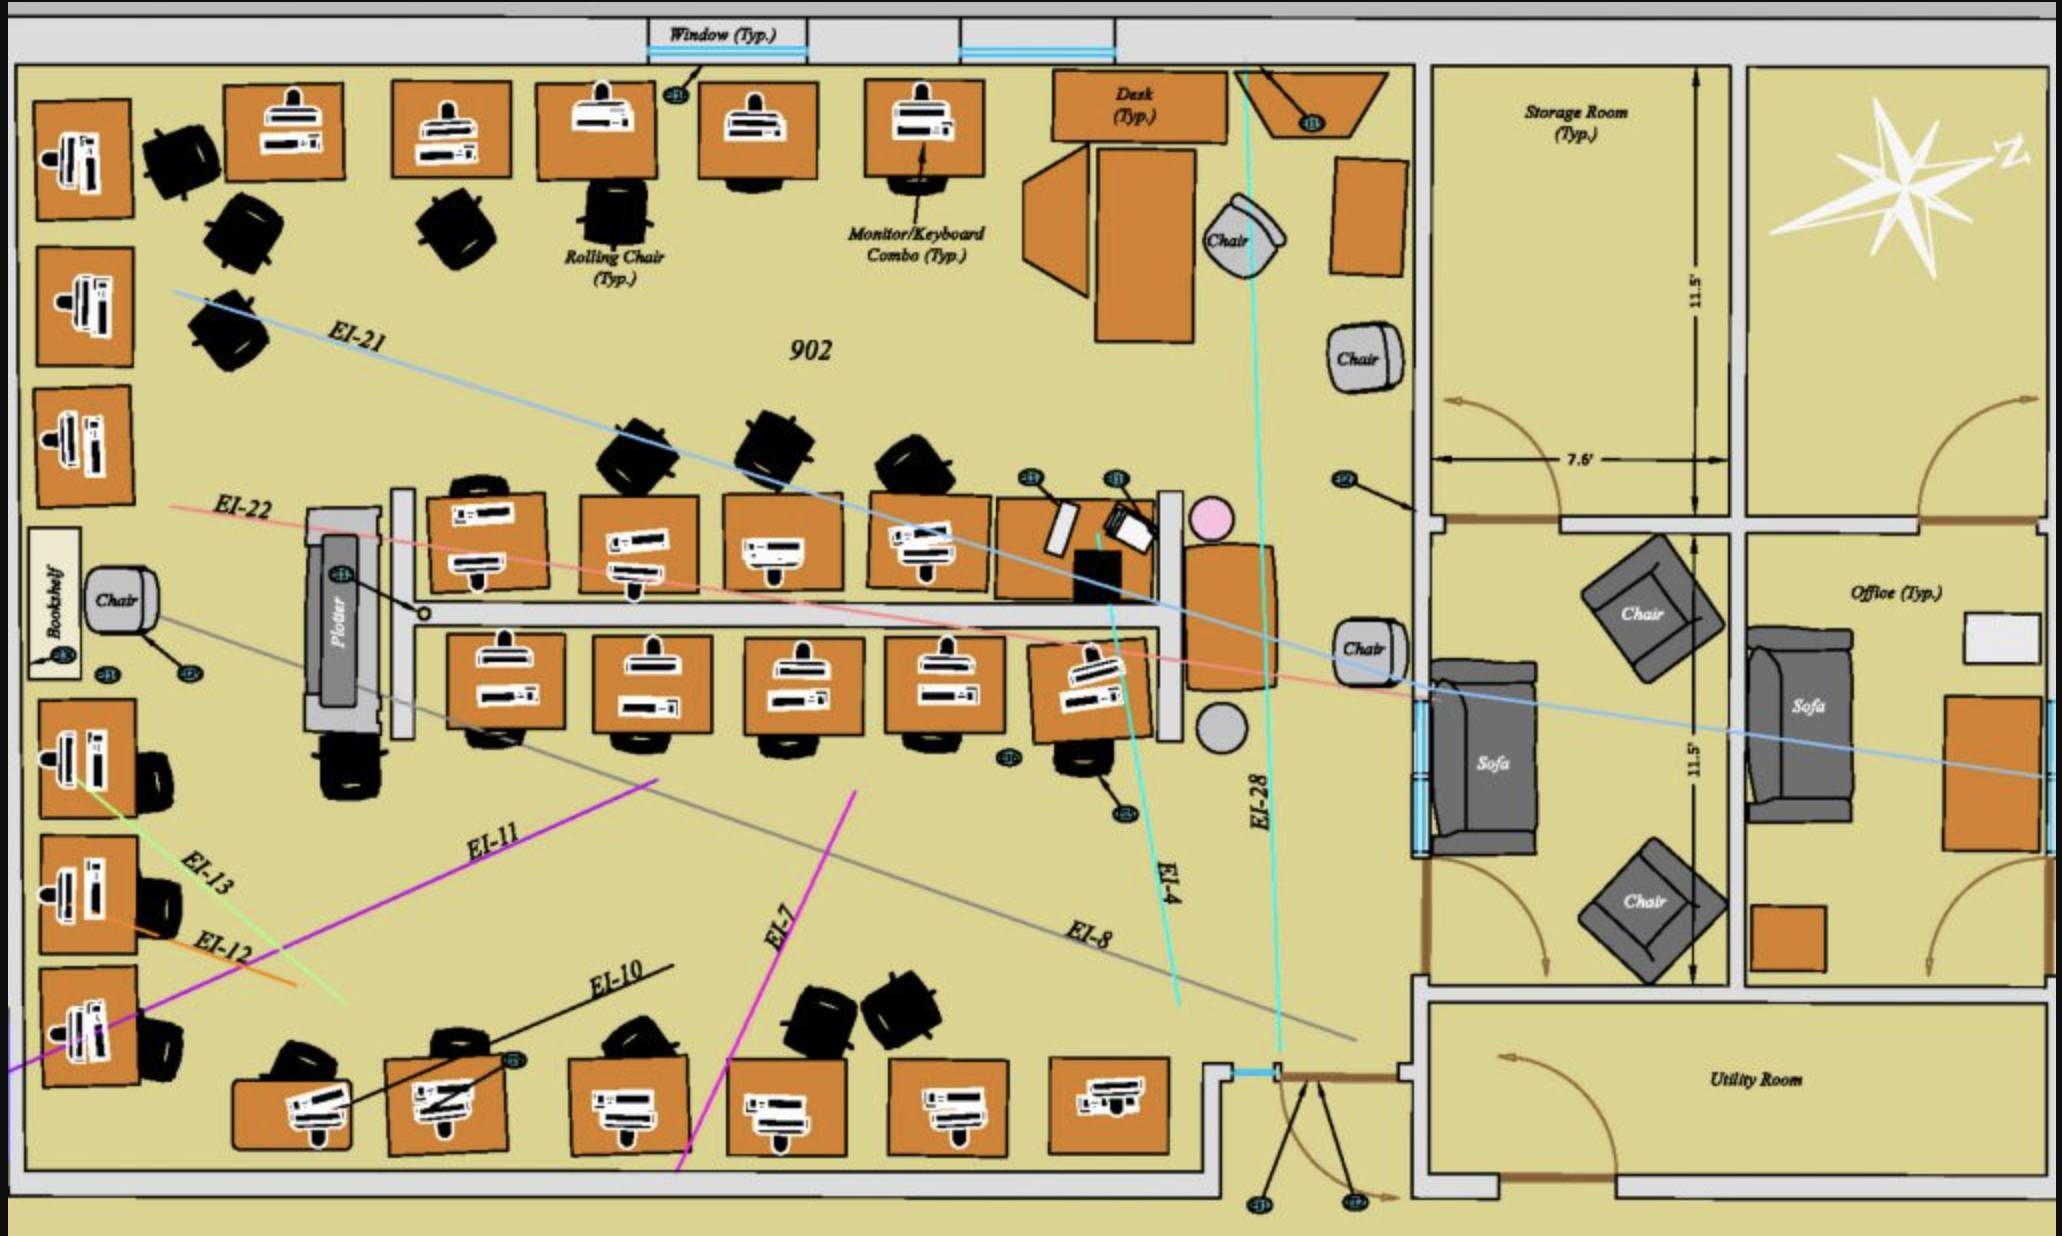 Window (Typ.)
Desk
(Typ.)
Storage Room
(Typ.)
N
Monitor/Keyboard
Combo (Typ.)
Chair
Rolling Chair
(Typ.)
11.5'
EI-21
902
Chair
7.6'
EI-22
Bookshelf
Chair
Plotter
Chair
Chair
Office (Typ.)
Sofa
Sofa
11.5'
EI-28
EI-11
EI-13
EI-4
EI-7
EI-8
EI-12
Chair
EI-10
Utility Room